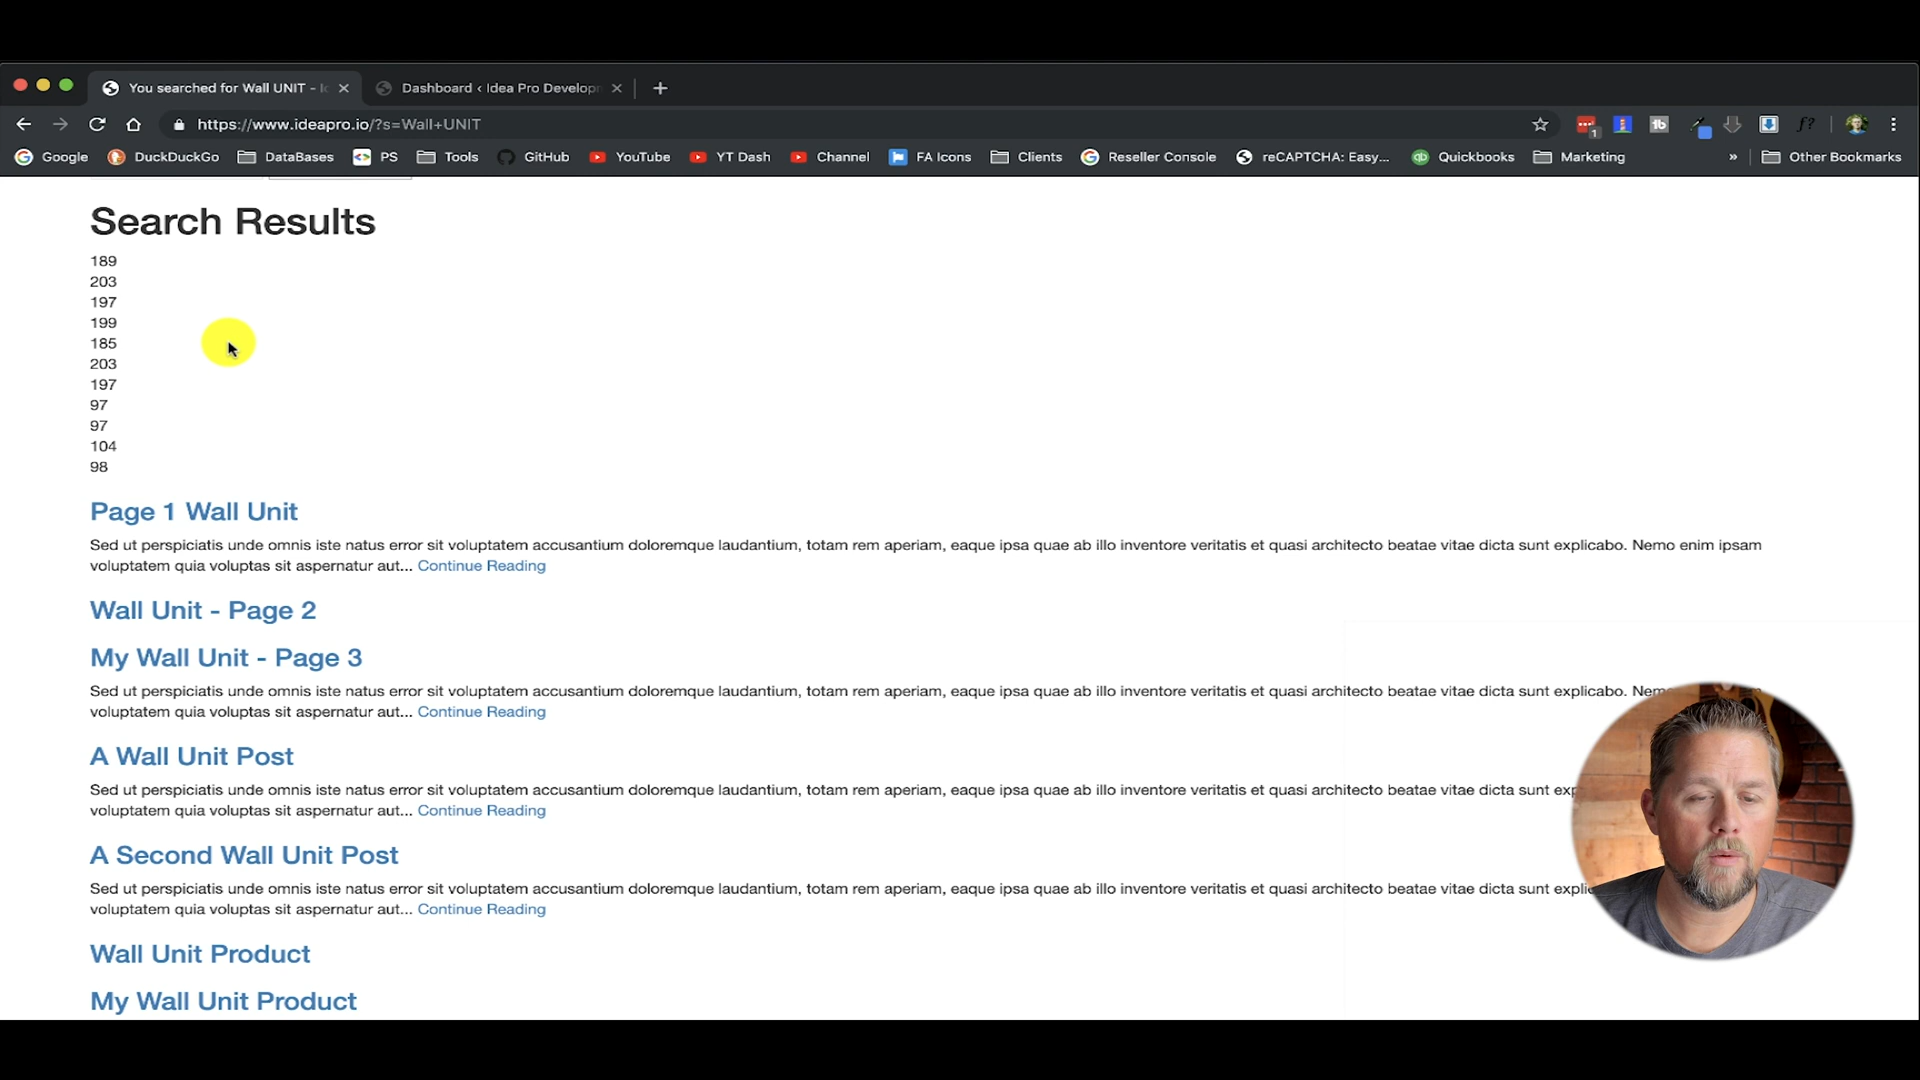 You searched for Wall UNIT - Ic
Dashboard ‹ Idea Pro Developn
https://www.ideapro.io/?s=Wall+UNIT
1
tb
f?
Google
DuckDuckGo
DataBases
PS
Tools
GitHub
YouTube
YT Dash
Channel
FA Icons
Clients
Reseller Console
reCAPTCHA: Easy...
qb
Quickbooks
Marketing
»
Other Bookmarks
Search Results
189
203
197
199
185
203
197
97
97
104
98
Page 1 Wall Unit
Sed ut perspiciatis unde omnis iste natus error sit voluptatem accusantium doloremque laudantium, totam rem aperiam, eaque ipsa quae ab illo inventore veritatis et quasi architecto beatae vitae dicta sunt explicabo. Nemo enim ipsam
voluptatem quia voluptas sit aspernatur aut... Continue Reading
Wall Unit - Page 2
My Wall Unit - Page 3
Sed ut perspiciatis unde omnis iste natus error sit voluptatem accusantium doloremque laudantium, totam rem aperiam, eaque ipsa quae ab illo inventore veritatis et quasi architecto beatae vitae dicta sunt explicabo.
voluptatem quia voluptas sit aspernatur aut... Continue Reading
A Wall Unit Post
Sed ut perspiciatis unde omnis iste natus error sit voluptatem accusantium doloremque laudantium, totam rem aperiam, eaque ipsa quae ab illo inventore veritatis et quasi architecto beatae vitae dicta sunt exp
voluptatem quia voluptas sit aspernatur aut... Continue Reading
A Second Wall Unit Post
Sed ut perspiciatis unde omnis iste natus error sit voluptatem accusantium doloremque laudantium, totam rem aperiam, eaque ipsa quae ab illo inventore veritatis et quasi architecto beatae vitae dicta sunt expli
voluptatem quia voluptas sit aspernatur aut... Continue Reading
Wall Unit Product
My Wall Unit Product